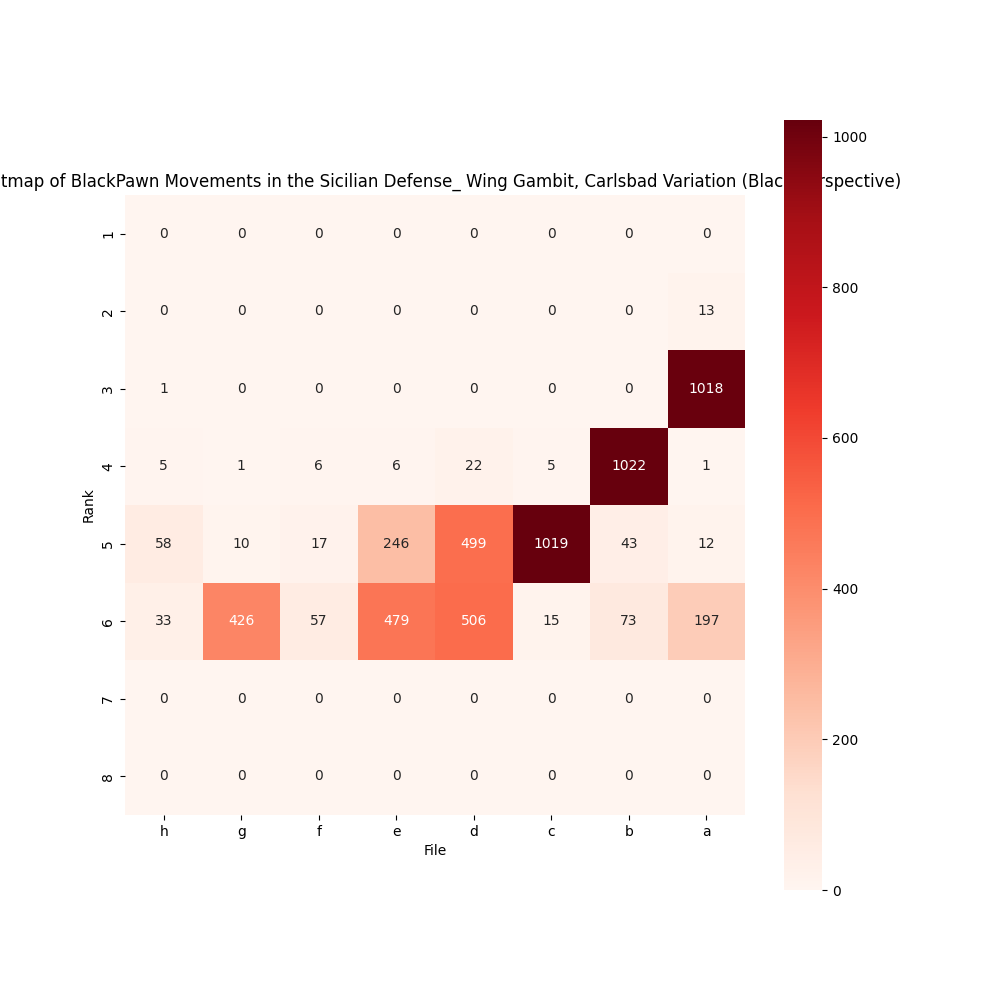 tmap of BlackPawn Movements in the Sicilian Defense_ Wing Gambit, Carlsbad Variation (Blac rspective)
1000
1 0 0 0 0 0 0 0 0
2 0 0 0 0 0 0 0 13
800
3 1 0 0 0 0 0 0 1018
600
4 5 1 6 6 22 5 1022 1
Rank
5 58 10 17 246 499 1019 43 12
400
6 33 426 57 479 506 15 73 197
7 0 0 0 0 0 0 0 0
200
8 0 0 0 0 0 0 0 0
h g f e d c b a
File
0